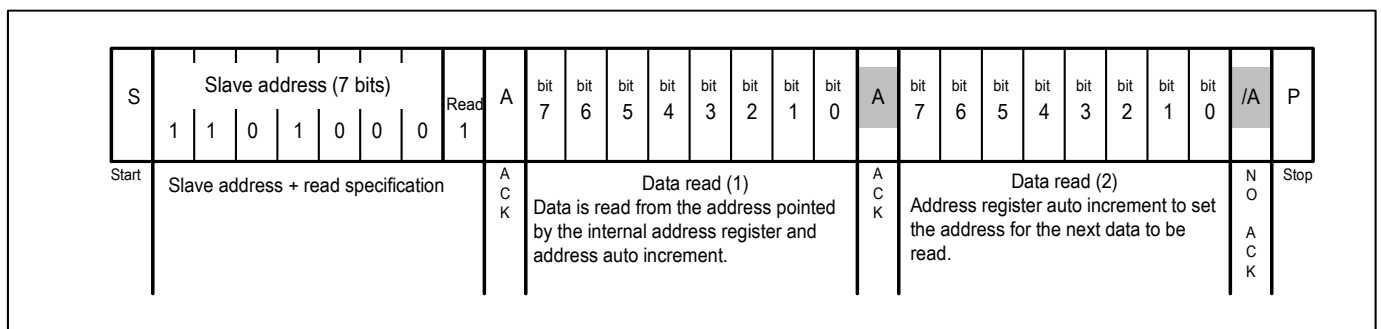 S Slave address (7 bits) Read A bit bit bit bit bit bit bit bit A bit bit bit bit bit bit bit bit /A P
1 1 0 1 0 0 0 1 7 6 5 4 3 2 1 0 7 6 5 4 3 2 1 0
Start
Slave address + read specification
ACK
Data read (1)
Data is read from the address pointed
by the internal address register and
address auto increment.
ACK
Data read (2)
Address register auto increment to set
the address for the next data to be
read.
NO ACK
Stop